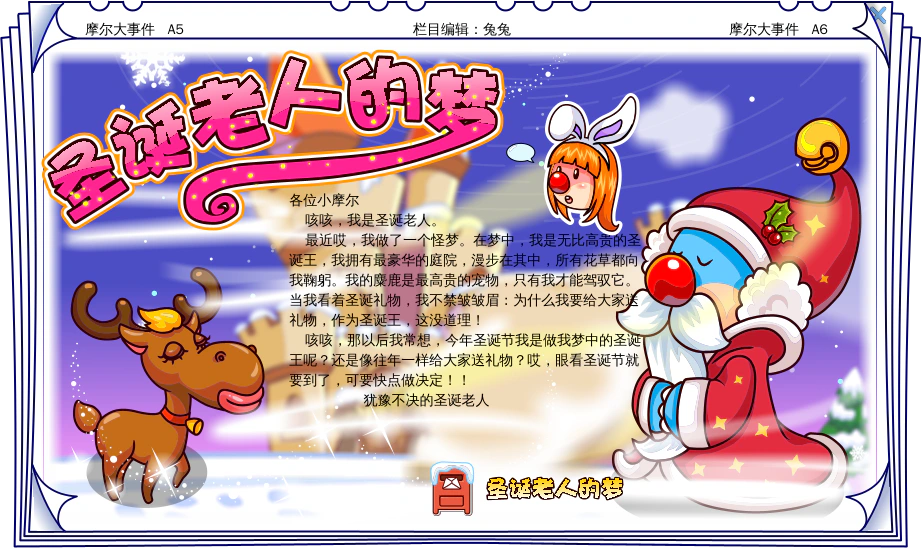 摩尔大事件 A5
栏目编辑：兔兔
摩尔大事件 A6
圣诞老人的梦
各位小摩尔
咳咳，我是圣诞老人。
最近哎，我做了一个怪梦。在梦中，我是无比高贵的圣
诞王，我拥有最豪华的庭院，漫步在其中，所有花草都向
我鞠躬。我的麋鹿是最高贵的宠物，只有我才能驾驭它。
当我看着圣诞礼物，我不禁皱皱眉：为什么我要给大家送
礼物，作为圣诞王，这没道理！
咳咳，那以后我常想，今年圣诞节我是做我梦中的圣诞
王呢？还是像往年一样给大家送礼物？哎，眼看圣诞节就
要到了，可要快点做决定！！
犹豫不决的圣诞老人
圣诞老人的梦